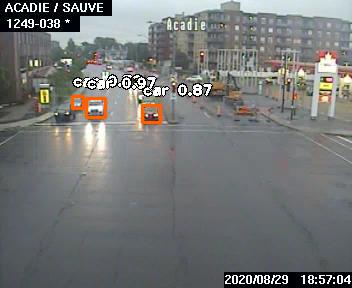 ACADIE / SAUVE
1249-038 *
Acadie
car 0.97
car 0.87
2020/08/29 18:57:04